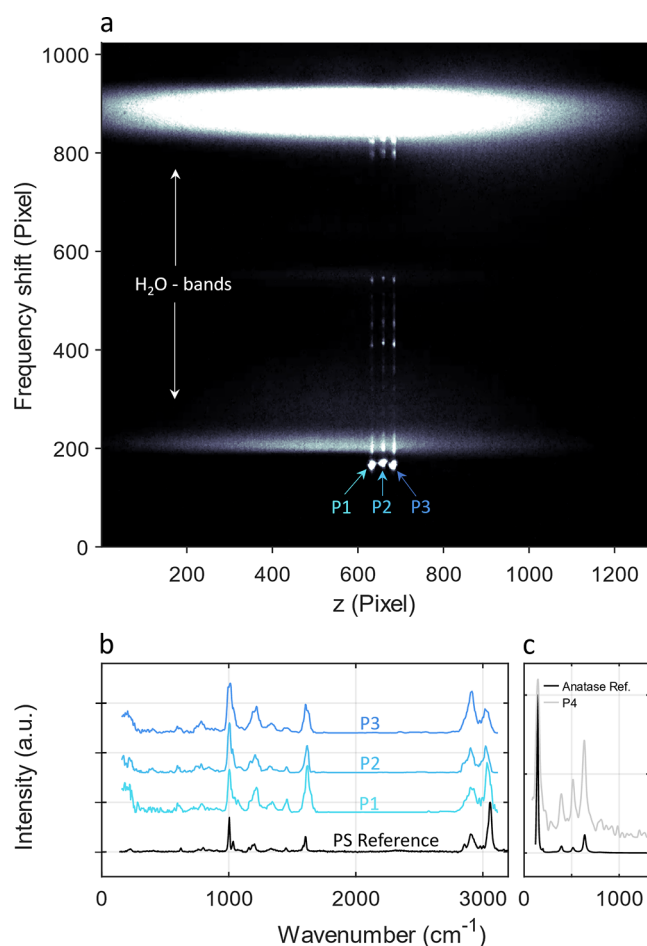 a
1000
800
600
400
200
0
Frequency shift (Pixel)
H₂O - bands
P1 P2 P3
200 400 600 800 1000 1200
z (Pixel)
b
c
Intensity (a.u.)
P3
P2
P1
PS Reference
Anatase Ref.
P4
0 1000 2000 3000
0 1000
Wavenumber (cm⁻¹)